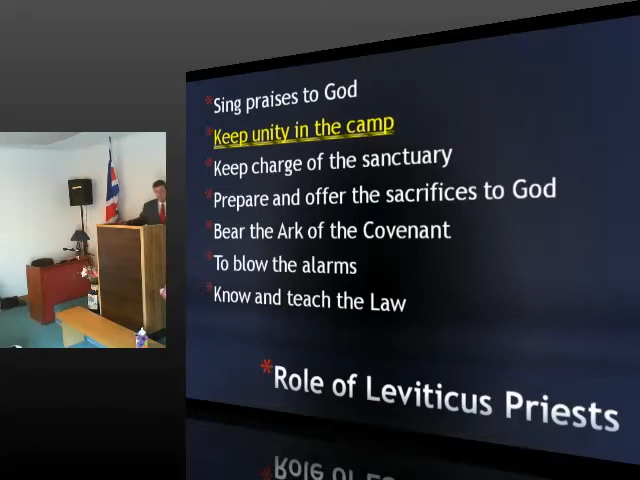 *Sing praises to God
*Keep unity in the camp
*Keep charge of the sanctuary
*Prepare and offer the sacrifices to God
*Bear the Ark of the Covenant
*To blow the alarms
*Know and teach the Law
*Role of Leviticus Priests